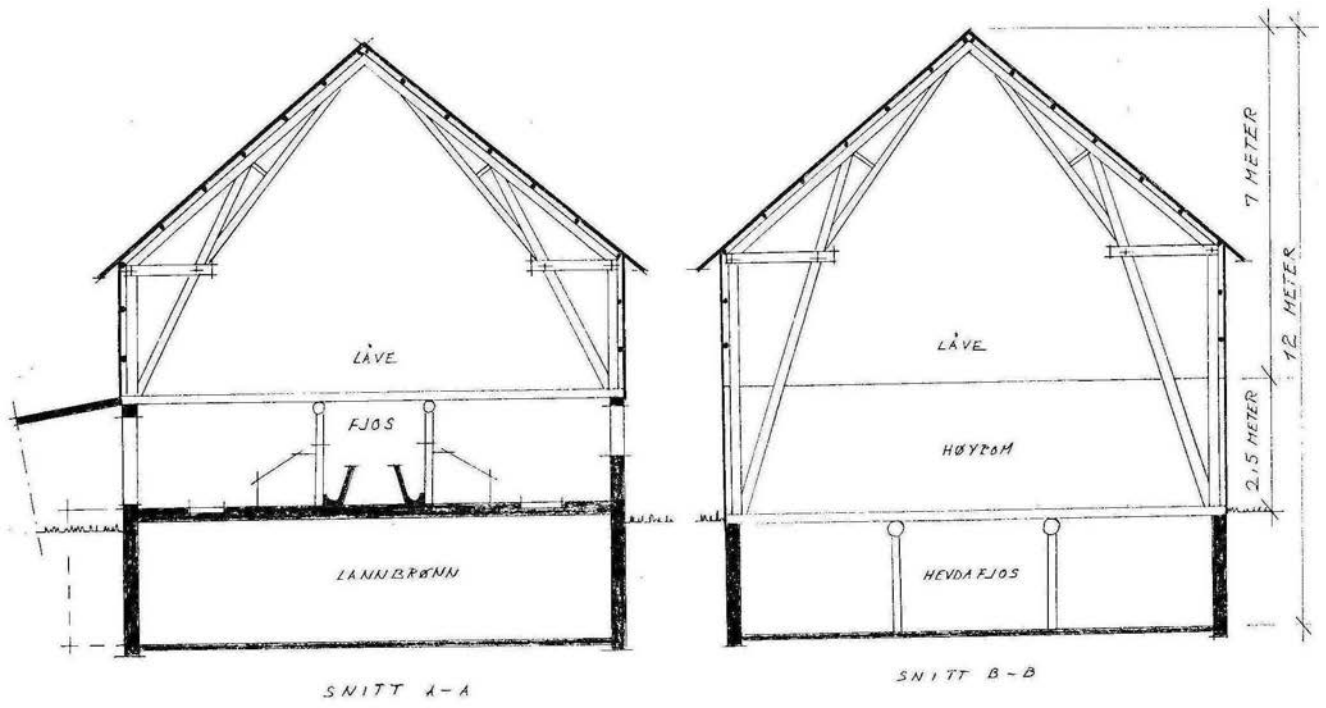 LÅVE
FJOS
LANNBRØNN
SNITT A-A
LÅVE
HØYROM
HEVDAFJOS
SNITT B-B
7 METER
12 METER
2,5 METER